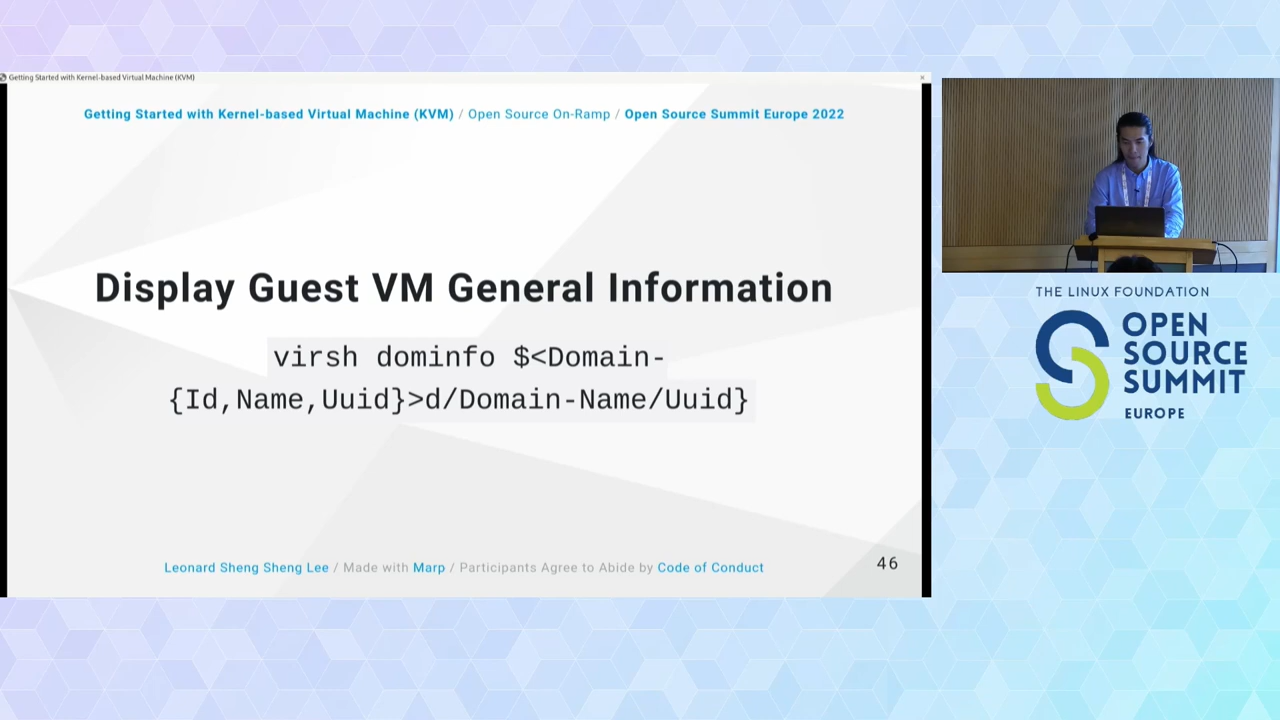 Getting Started with Kernel-based Virtual Machine (KVM)
Getting Started with Kernel-based Virtual Machine (KVM) / Open Source On-Ramp / Open Source Summit Europe 2022
Display Guest VM General Information
virsh dominfo $<Domain-
{Id,Name,Uuid}>d/Domain-Name/Uuid}
Leonard Sheng Sheng Lee / Made with Marp / Participants Agree to Abide by Code of Conduct
46
THE LINUX FOUNDATION
OPEN
SOURCE
SUMMIT
EUROPE